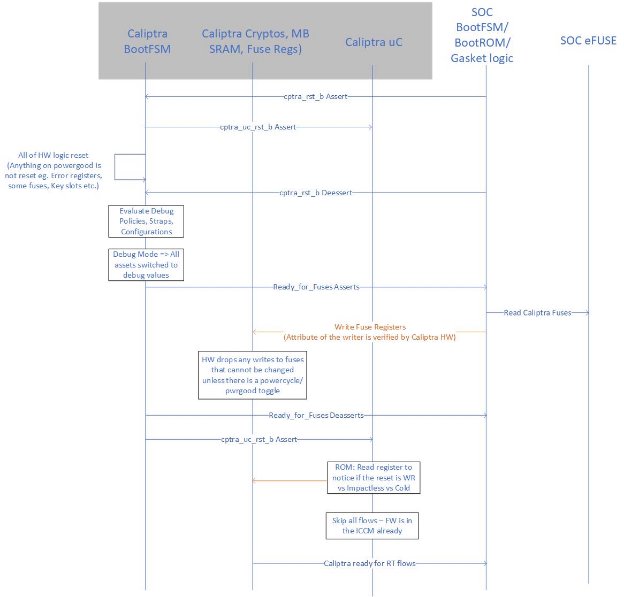 Caliptra
BootFSM
Caliptra Cryptos, MB
SRAM, Fuse Regs)
Caliptra uC
SOC
BootFSM/
BootROM/
Gasket logic
SOC eFUSE
cptra_rst_b Assert
cptra_uc_rst_b Assert
All of HW logic reset
(Anything on powergood is
not reset eg. Error registers,
some fuses, Key slots etc.)
cptra_rst_b Deessert
Evaluate Debug
Policies, Straps,
Configurations
Debug Mode => All
assets switched to
debug values
Ready_for_Fuses Asserts
Read Caliptra Fuses
Write Fuse Registers
(Attribute of the writer is verified by Caliptra HW)
HW drops any writes to fuses
that cannot be changed
unless there is a powercycle/
pwrgood toggle
Ready_for_Fuses Deasserts
cptra_uc_rst_b Assert
ROM: Read register to
notice if the reset is WR
vs Impactless vs Cold
Skip all flows – FW is in
the ICCM already
Caliptra ready for RT flows